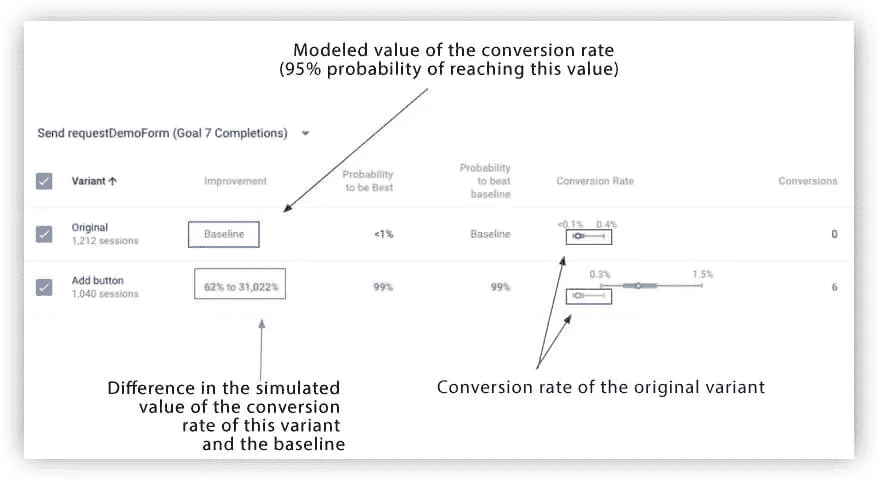 Modeled value of the conversion rate
(95% probability of reaching this value)
Send requestDemoForm (Goal 7 Completions)
Variant ↑
Improvement
Probability
to be Best
Probability
to beat
baseline
Conversion Rate
Conversions
Original
1,212 sessions
Baseline
<1%
Baseline
<0.1% 0.4%
0
Add button
1,040 sessions
62% to 31,022%
99%
99%
0.3% 1.5%
6
Difference in the simulated
value of the conversion
rate of this variant
and the baseline
Conversion rate of the original variant